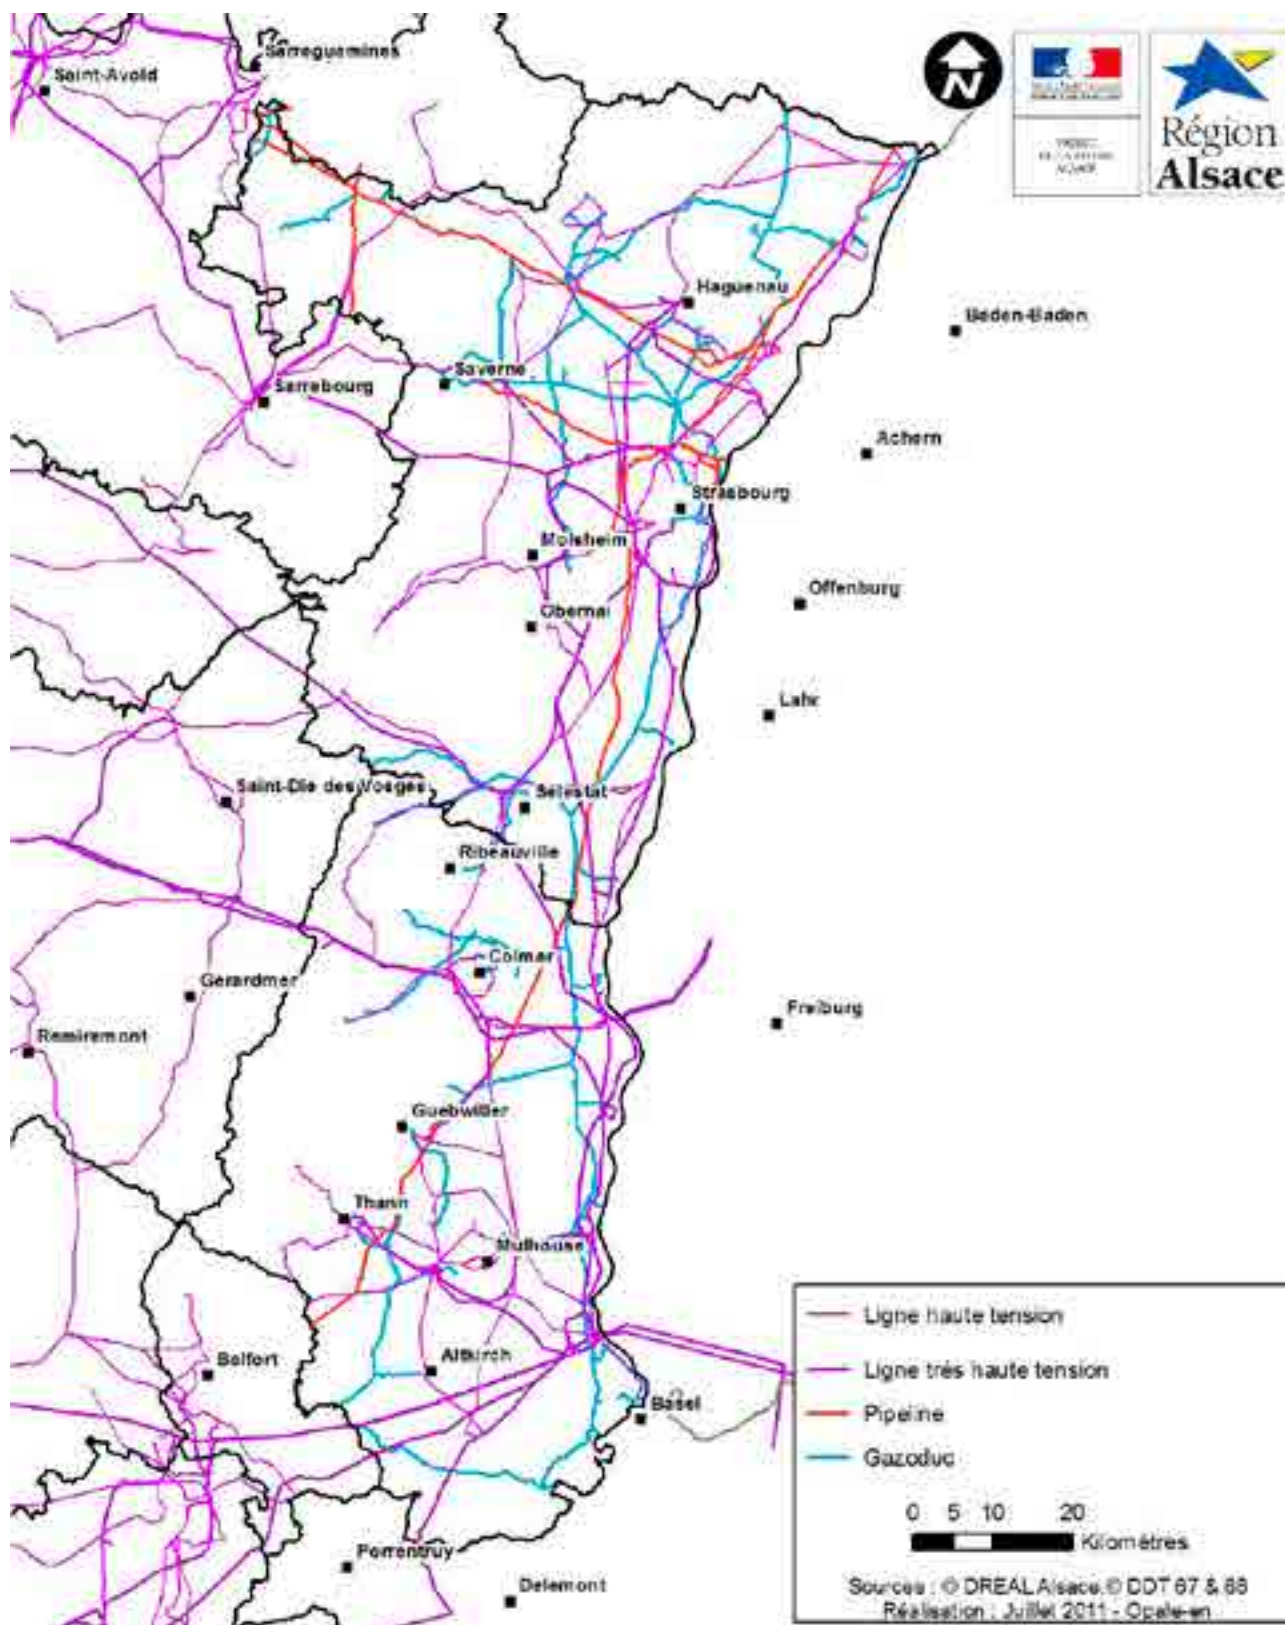 Sarreguemines
Saint-Avold
Région
Alsace
Haguenau
Baden-Baden
Saverne
Sarrebourg
Achern
Strasbourg
Molsheim
Offenburg
Obernai
Lahr
Saint-Die des Vosges
Sélestat
Ribeauville
Colmar
Gerardmer
Freiburg
Remiremont
Guebwiller
Thann
Mulhouse
Ligne haute tension
Belfort
Altkirch
Ligne très haute tension
Basel
Pipeline
Gazoduc
0 5 10 20
Kilomètres
Porrentruy
Delemont
Sources : © DREAL Alsace © DDT 67 & 68
Réalisation : Juillet 2011 - Opale-en
N